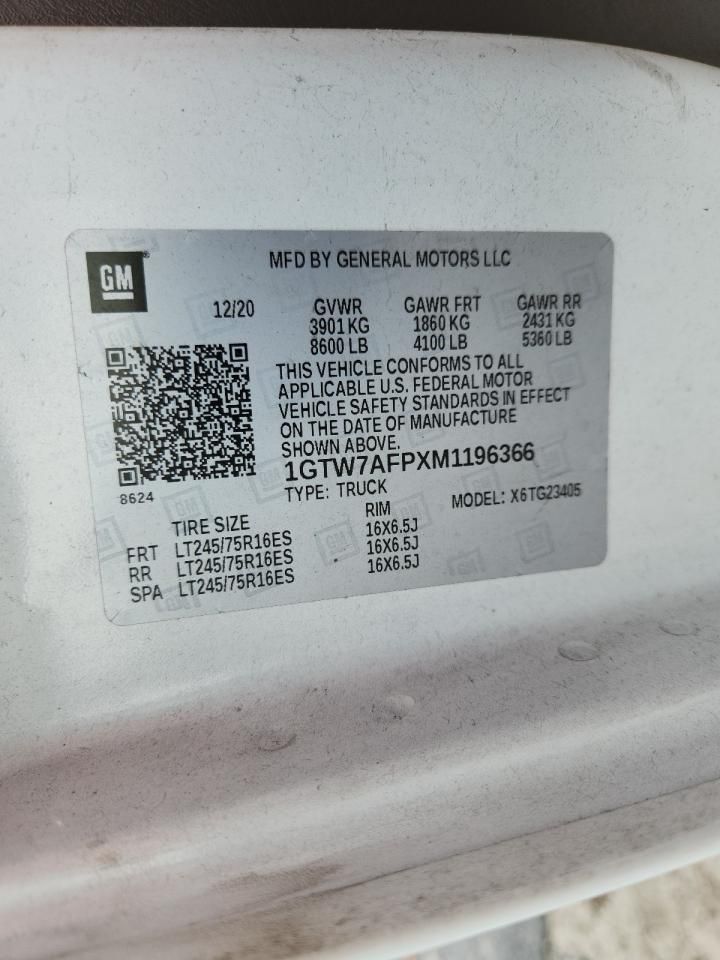 GM
MFD BY GENERAL MOTORS LLC
12/20 GVWR GAWR FRT GAWR RR
3901 KG 1860 KG 2431 KG
8600 LB 4100 LB 5360 LB
THIS VEHICLE CONFORMS TO ALL
APPLICABLE U.S. FEDERAL MOTOR
VEHICLE SAFETY STANDARDS IN EFFECT
ON THE DATE OF MANUFACTURE
SHOWN ABOVE.
8624
1GTW7AFPXM1196366
TYPE: TRUCK MODEL: X6TG23405
TIRE SIZE RIM
FRT LT245/75R16ES 16X6.5J
RR LT245/75R16ES 16X6.5J
SPA LT245/75R16ES 16X6.5J